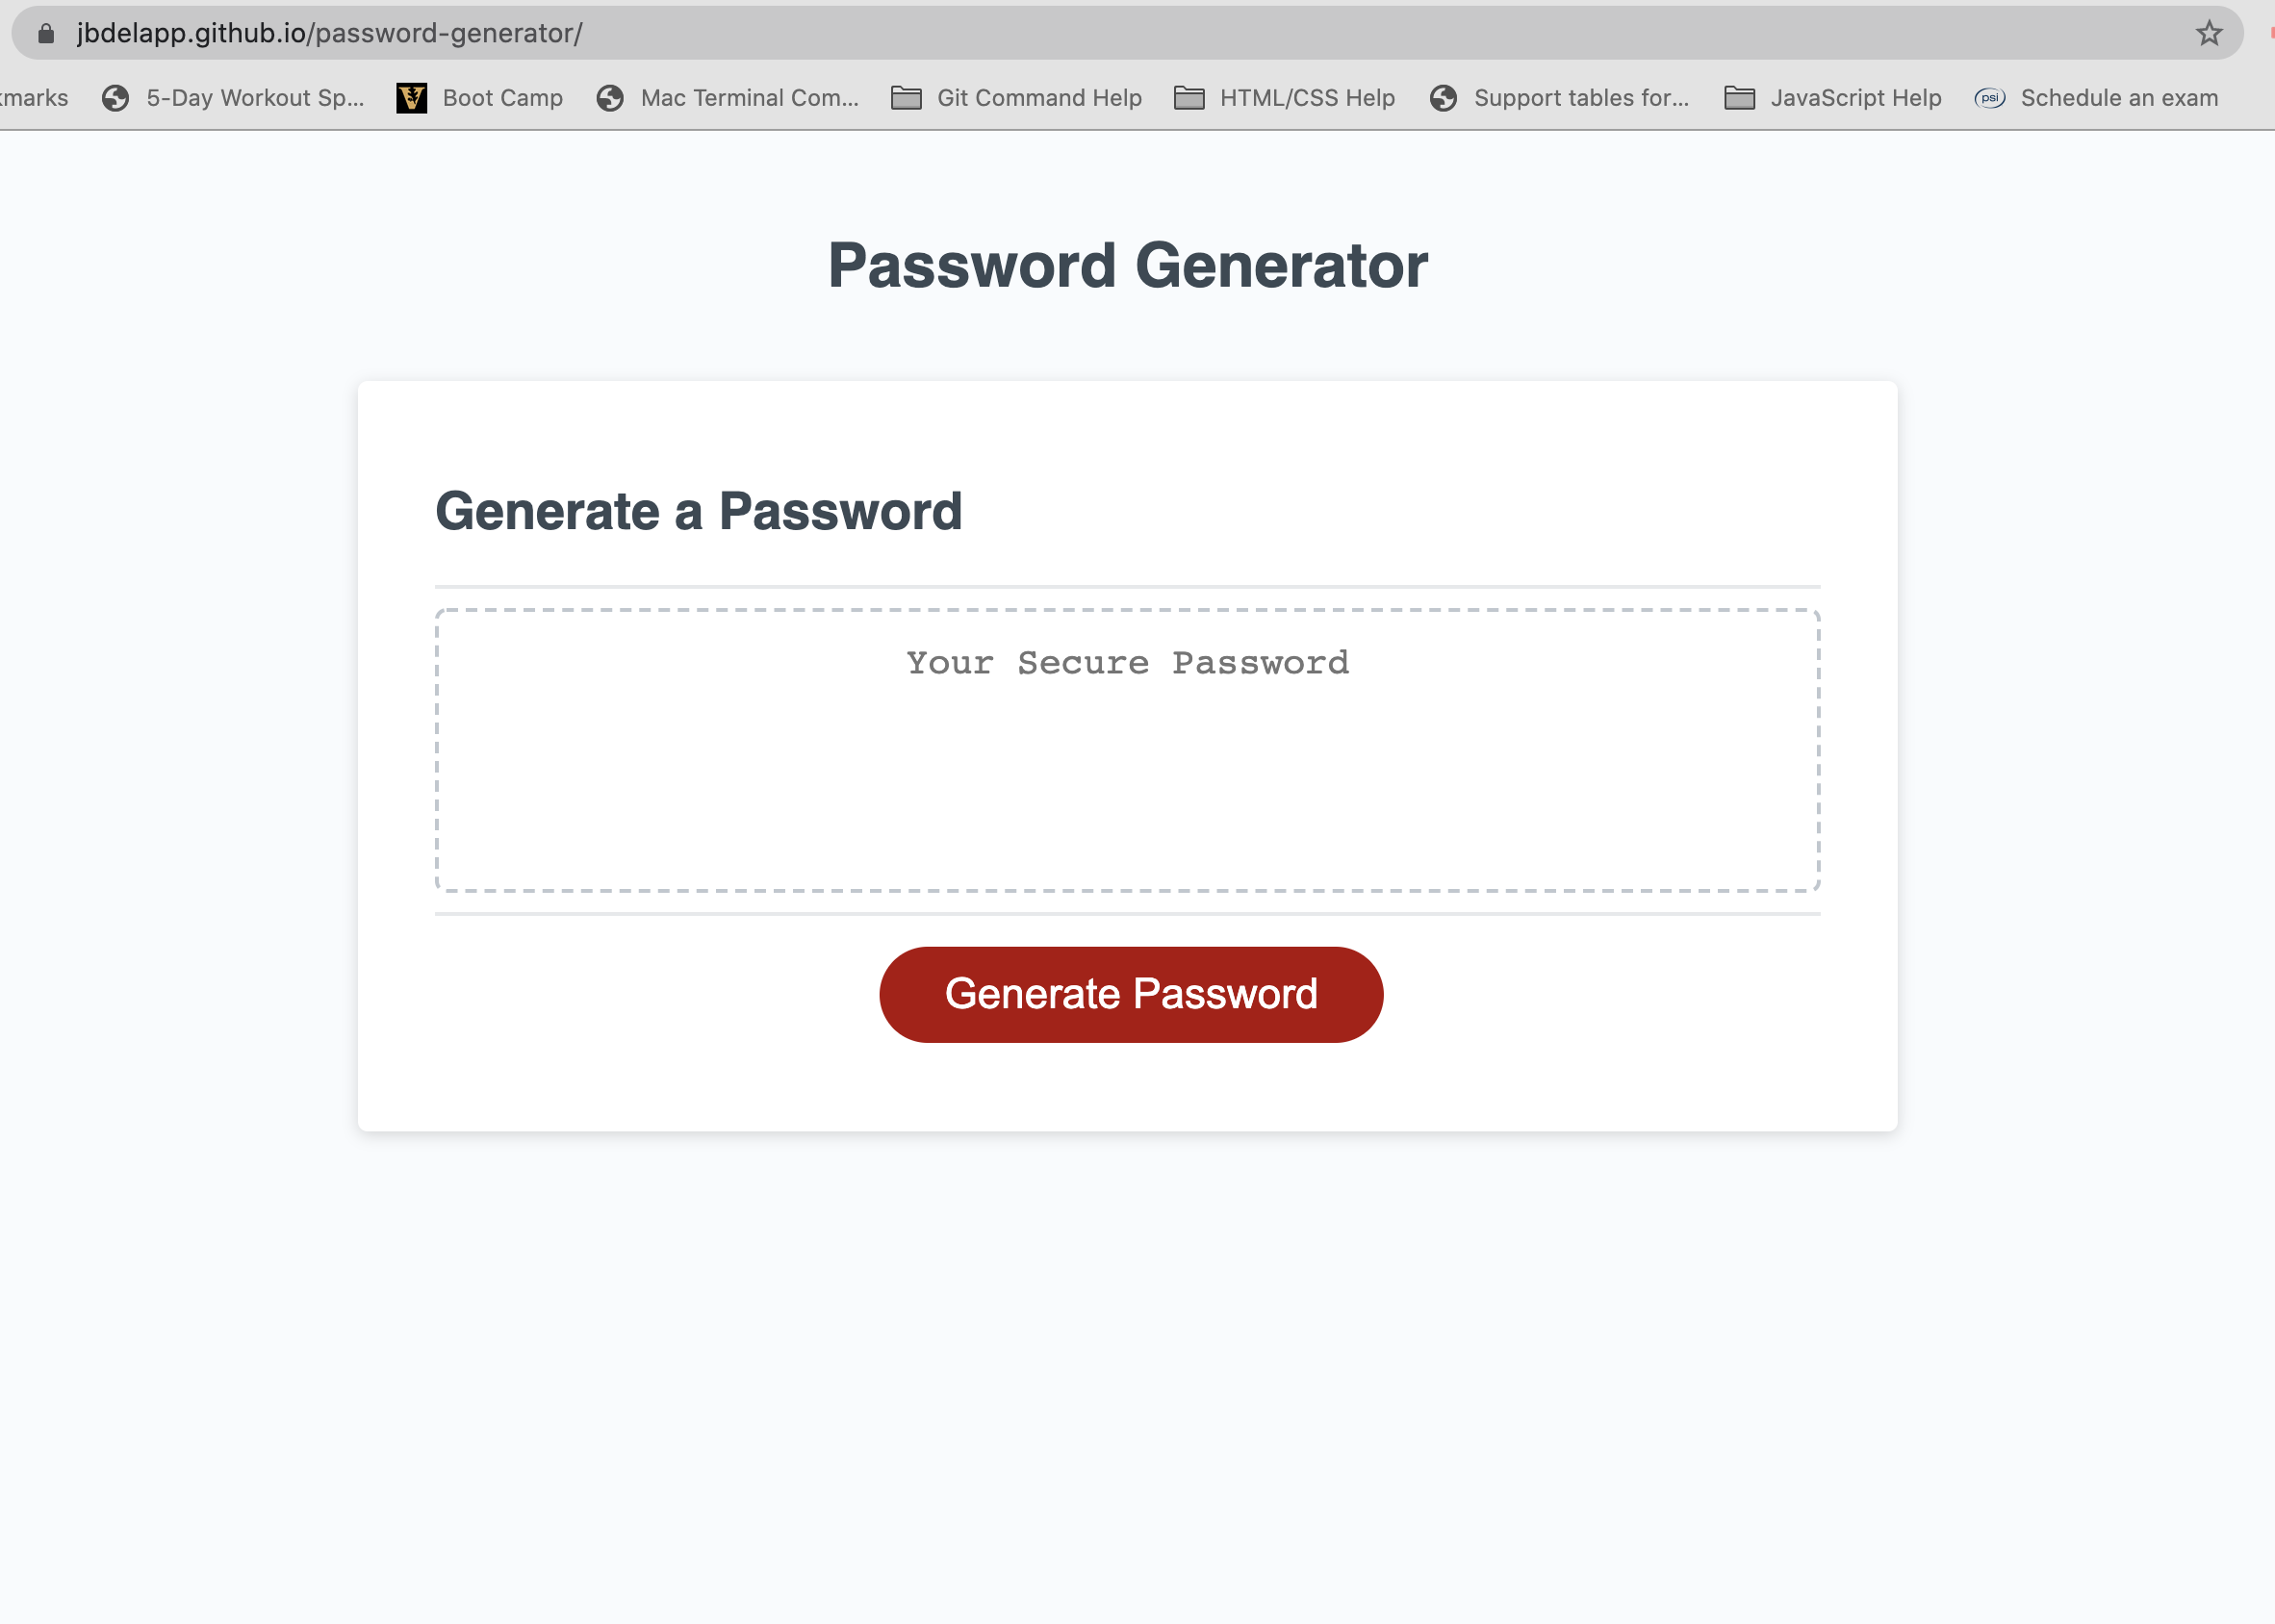 jbdelapp.github.io/password-generator/
kmarks 5-Day Workout Sp... V Boot Camp Mac Terminal Com... Git Command Help HTML/CSS Help Support tables for... JavaScript Help psi Schedule an exam
Password Generator
Generate a Password
Your Secure Password
Generate Password